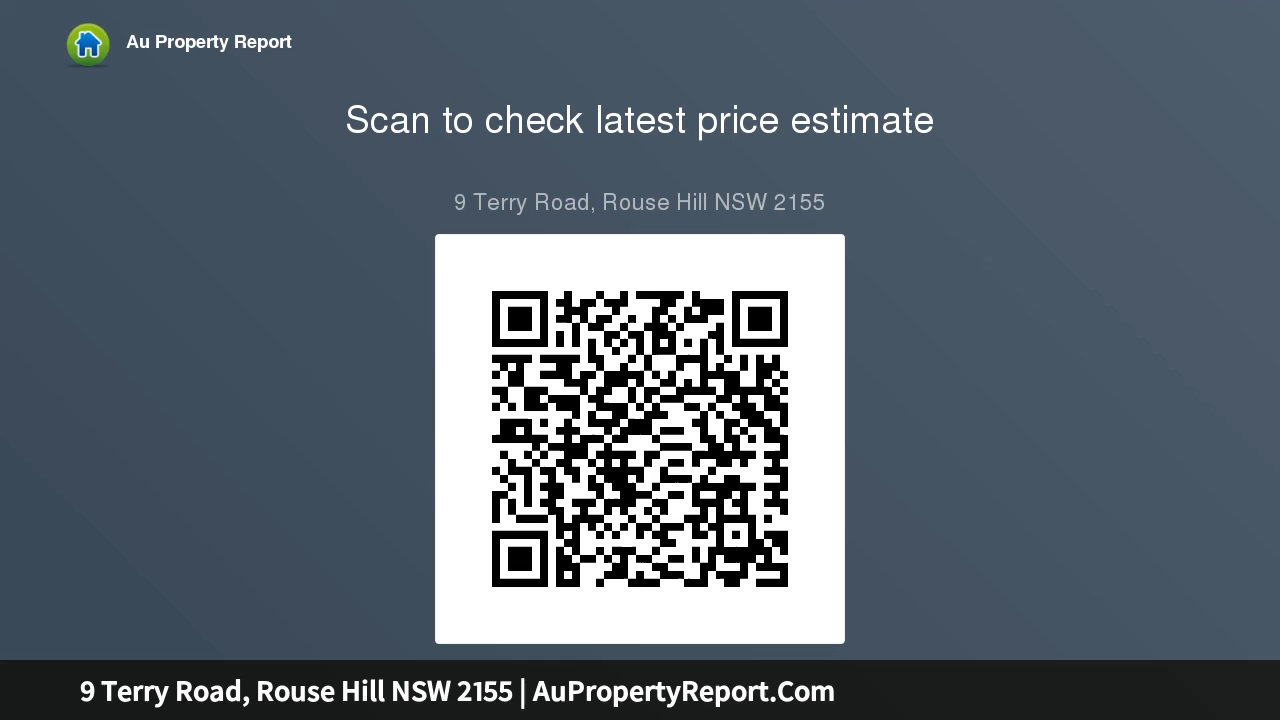 Au Property Report
Scan to check latest price estimate
9 Terry Road, Rouse Hill NSW 2155
9 Terry Road, Rouse Hill NSW 2155 | AuPropertyReport.Com